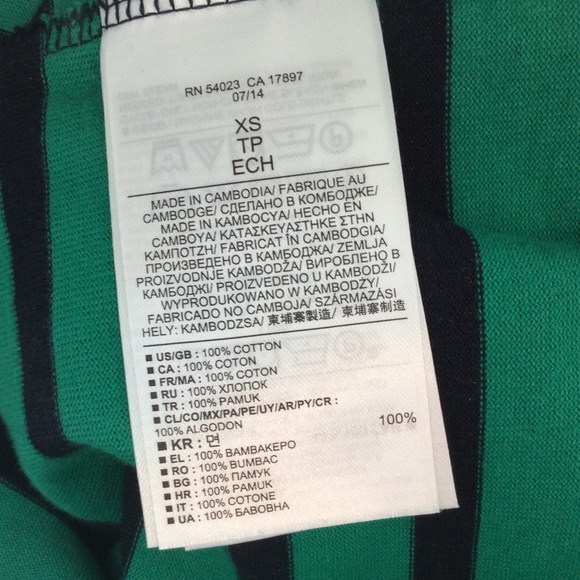 RN 54023 CA 17897
07/14
XS
TP
ECH
MADE IN CAMBODIA/ FABRIQUE AU
CAMBODGE/ СДЕЛАНО В КОМБОДЖЕ/
MADE IN KAMBOCYA/ HECHO EN
CAMBOYA/ ΚΑΤΑΣΚΕΥΑΣΤΗΚΕ ΣΤΗΝ
ΚΑΜΠΟΤΖΗ/ FABRICAT ÎN CAMBODGIA/
ПРОИЗВЕДЕНО В КАМБОДЖА/ ZEMLJA
PROIZVODNJE KAMBODŽA/ ВИРОБЛЕНО В
КАМБОДЖІ/ PROIZVEDENO U KAMBODŽI/
WYPRODUKOWANO W KAMBODŻY/
FABRICADO NO CAMBOJA/ SZÁRMAZÁSI
HELY: KAMBODZSA/ 柬埔寨製造/ 柬埔寨制造
■ US/GB : 100% COTTON
■ CA : 100% COTON
■ FR/MA : 100% COTON
■ RU : 100% ХЛОПОК
■ TR : 100% PAMUK
■ CL/CO/MX/PA/PE/UY/AR/PY/CR :
100% ALGODON
■ KR : 면 100%
■ EL : 100% ΒΑΜΒΑΚΕΡΟ
■ RO : 100% BUMBAC
■ BG : 100% ПАМУК
■ HR : 100% PAMUK
■ IT : 100% COTONE
■ UA : 100% БАВОВНА